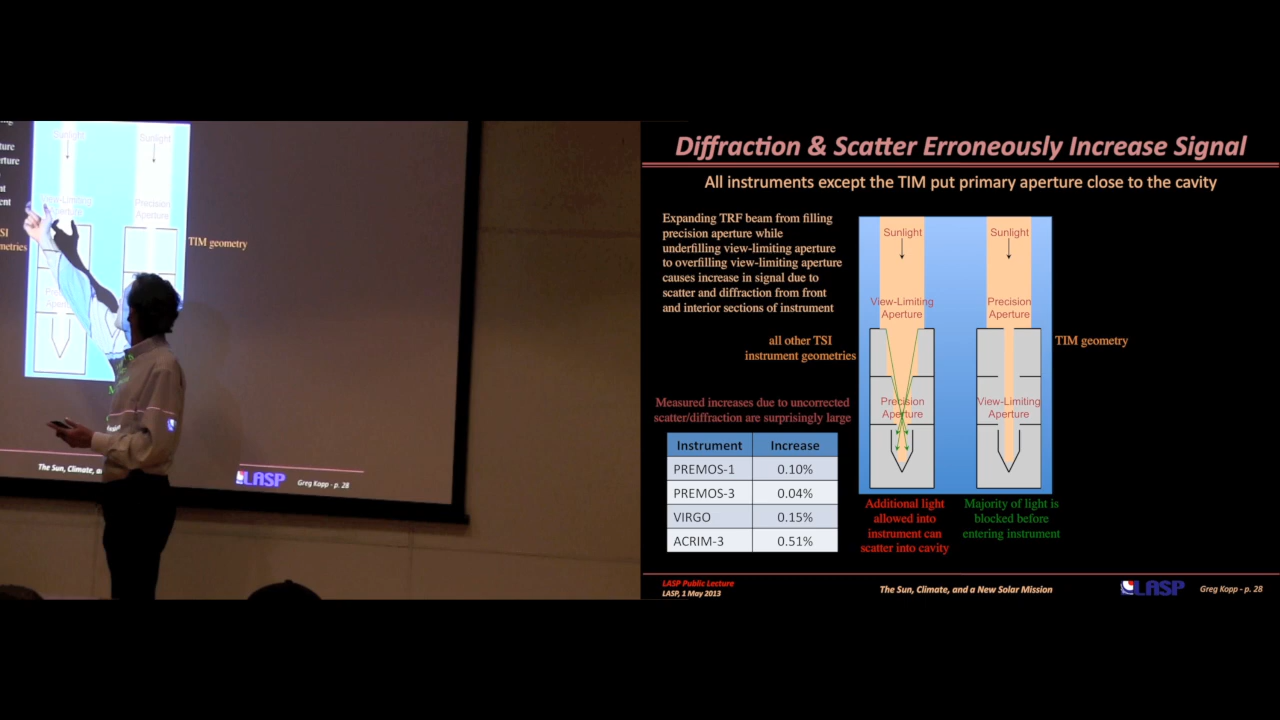 Sunlight
Sunlight
View-Limiting
Aperture
Precision
Aperture
TIM geometry
The Sun, Climate, a
LASP
Greg Kopp - p. 28
Diffraction & Scatter Erroneously Increase Signal
All instruments except the TIM put primary aperture close to the cavity
Expanding TRF beam from filling
precision aperture while
underfilling view-limiting aperture
to overfilling view-limiting aperture
causes increase in signal due to
scatter and diffraction from front
and interior sections of instrument
all other TSI
instrument geometries
Measured increases due to uncorrected
scatter/diffraction are surprisingly large
Instrument Increase
PREMOS-1 0.10%
PREMOS-3 0.04%
VIRGO 0.15%
ACRIM-3 0.51%
Sunlight
View-Limiting
Aperture
Precision
Aperture
Sunlight
Precision
Aperture
View-Limiting
Aperture
TIM geometry
Additional light
allowed into
instrument can
scatter into cavity
Majority of light is
blocked before
entering instrument
LASP Public Lecture
LASP, 1 May 2013
The Sun, Climate, and a New Solar Mission
LASP
Greg Kopp - p. 28